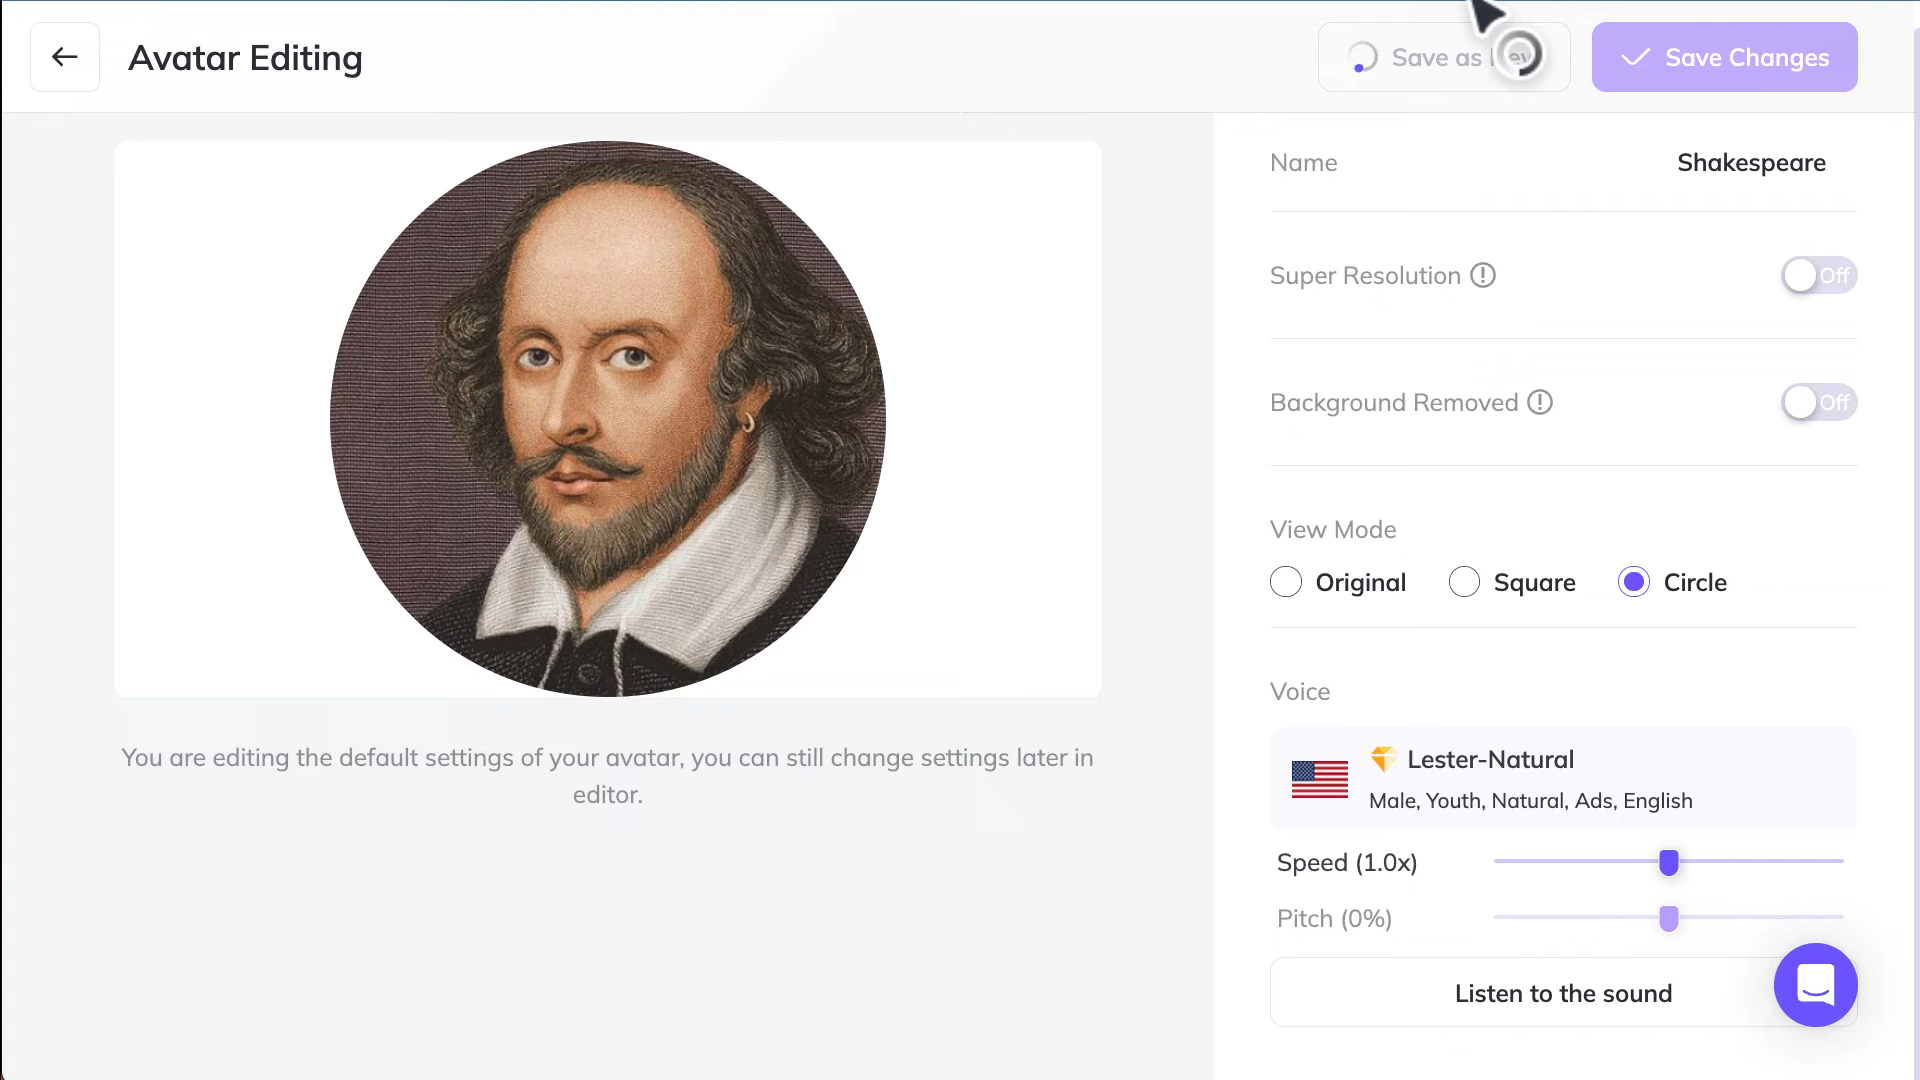 Avatar Editing
Save as
Save Changes
Name
Shakespeare
Super Resolution
Off
Background Removed
Off
View Mode
Original
Square
Circle
Voice
Lester-Natural
Male, Youth, Natural, Ads, English
Speed (1.0x)
Pitch (0%)
Listen to the sound
You are editing the default settings of your avatar, you can still change settings later in
editor.